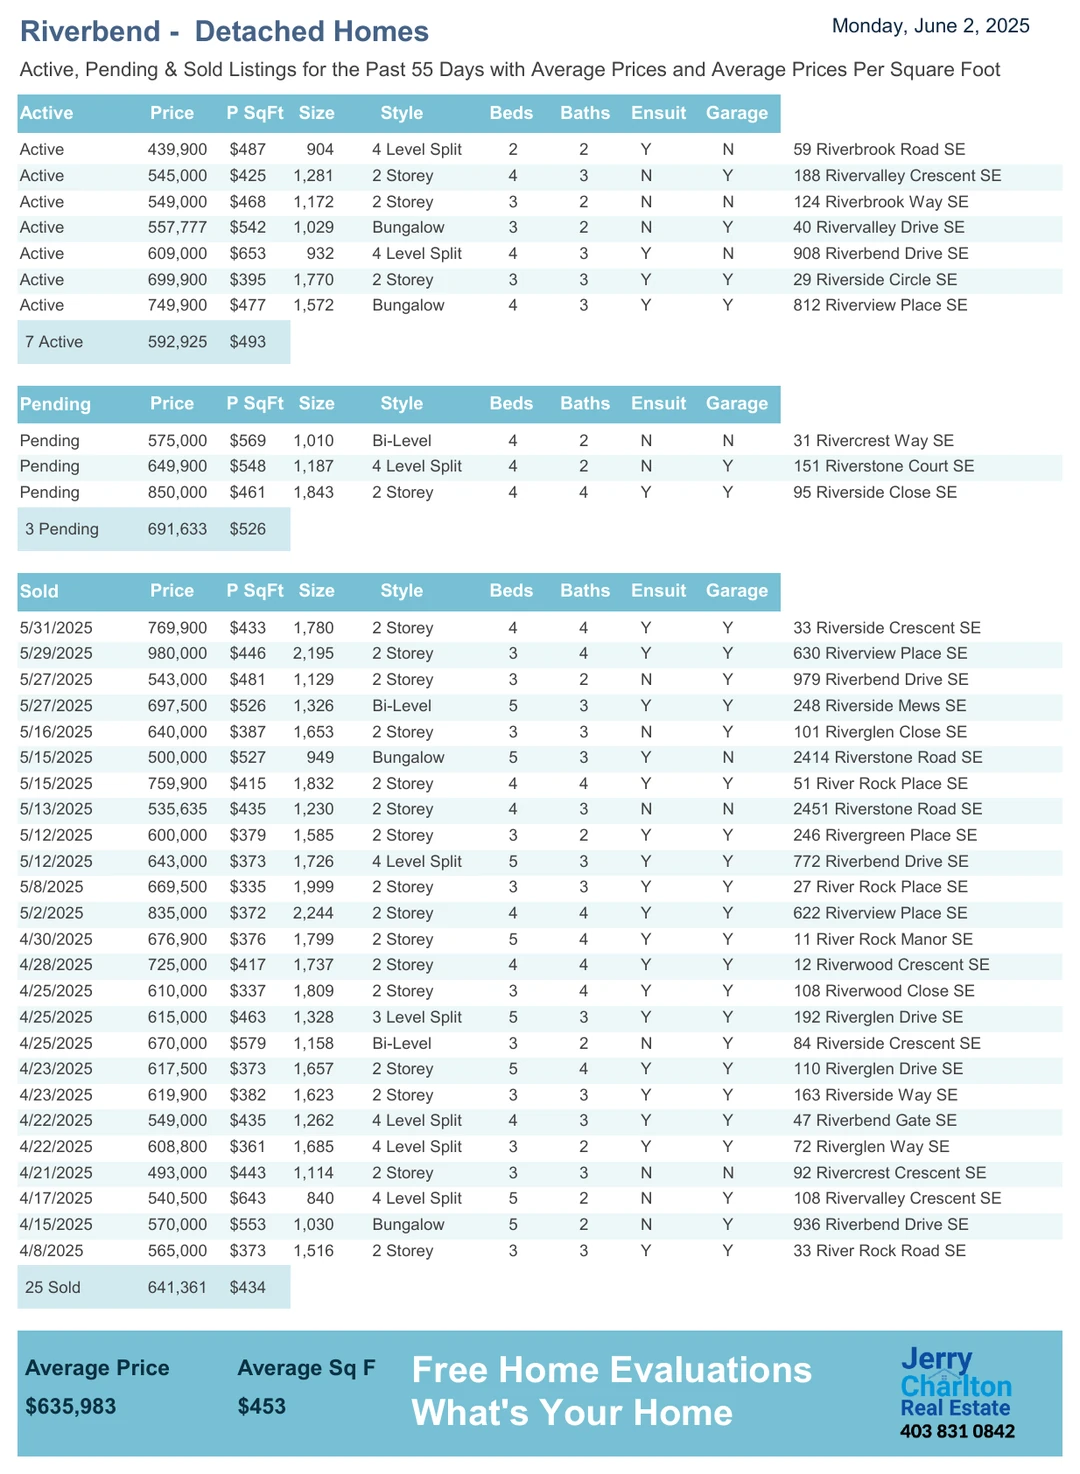 Riverbend - Detached Homes
Monday, June 2, 2025
Active, Pending & Sold Listings for the Past 55 Days with Average Prices and Average Prices Per Square Foot
Active Price P SqFt Size Style Beds Baths Ensuit Garage
Active 439,900 $487 904 4 Level Split 2 2 Y N 59 Riverbrook Road SE
Active 545,000 $425 1,281 2 Storey 4 3 N Y 188 Rivervalley Crescent SE
Active 549,000 $468 1,172 2 Storey 3 2 N N 124 Riverbrook Way SE
Active 557,777 $542 1,029 Bungalow 3 2 N Y 40 Rivervalley Drive SE
Active 609,000 $653 932 4 Level Split 4 3 Y N 908 Riverbend Drive SE
Active 699,900 $395 1,770 2 Storey 3 3 Y Y 29 Riverside Circle SE
Active 749,900 $477 1,572 Bungalow 4 3 Y Y 812 Riverview Place SE
7 Active 592,925 $493
Pending Price P SqFt Size Style Beds Baths Ensuit Garage
Pending 575,000 $569 1,010 Bi-Level 4 2 N N 31 Rivercrest Way SE
Pending 649,900 $548 1,187 4 Level Split 4 2 N Y 151 Riverstone Court SE
Pending 850,000 $461 1,843 2 Storey 4 4 Y Y 95 Riverside Close SE
3 Pending 691,633 $526
Sold Price P SqFt Size Style Beds Baths Ensuit Garage
5/31/2025 769,900 $433 1,780 2 Storey 4 4 Y Y 33 Riverside Crescent SE
5/29/2025 980,000 $446 2,195 2 Storey 3 4 Y Y 630 Riverview Place SE
5/27/2025 543,000 $481 1,129 2 Storey 3 2 N Y 979 Riverbend Drive SE
5/27/2025 697,500 $526 1,326 Bi-Level 5 3 Y Y 248 Riverside Mews SE
5/16/2025 640,000 $387 1,653 2 Storey 3 3 N Y 101 Riverglen Close SE
5/15/2025 500,000 $527 949 Bungalow 5 3 Y N 2414 Riverstone Road SE
5/15/2025 759,900 $415 1,832 2 Storey 4 4 Y Y 51 River Rock Place SE
5/13/2025 535,635 $435 1,230 2 Storey 4 3 N N 2451 Riverstone Road SE
5/12/2025 600,000 $379 1,585 2 Storey 3 2 Y Y 246 Rivergreen Place SE
5/12/2025 643,000 $373 1,726 4 Level Split 5 3 Y Y 772 Riverbend Drive SE
5/8/2025 669,500 $335 1,999 2 Storey 3 3 Y Y 27 River Rock Place SE
5/2/2025 835,000 $372 2,244 2 Storey 4 4 Y Y 622 Riverview Place SE
4/30/2025 676,900 $376 1,799 2 Storey 5 4 Y Y 11 River Rock Manor SE
4/28/2025 725,000 $417 1,737 2 Storey 4 4 Y Y 12 Riverwood Crescent SE
4/25/2025 610,000 $337 1,809 2 Storey 3 4 Y Y 108 Riverwood Close SE
4/25/2025 615,000 $463 1,328 3 Level Split 5 3 Y Y 192 Riverglen Drive SE
4/25/2025 670,000 $579 1,158 Bi-Level 3 2 N Y 84 Riverside Crescent SE
4/23/2025 617,500 $373 1,657 2 Storey 5 4 Y Y 110 Riverglen Drive SE
4/23/2025 619,900 $382 1,623 2 Storey 3 3 Y Y 163 Riverside Way SE
4/22/2025 549,000 $435 1,262 4 Level Split 4 3 Y Y 47 Riverbend Gate SE
4/22/2025 608,800 $361 1,685 4 Level Split 3 2 Y Y 72 Riverglen Way SE
4/21/2025 493,000 $443 1,114 2 Storey 3 3 N N 92 Rivercrest Crescent SE
4/17/2025 540,500 $643 840 4 Level Split 5 2 N Y 108 Rivervalley Crescent SE
4/15/2025 570,000 $553 1,030 Bungalow 5 2 N Y 936 Riverbend Drive SE
4/8/2025 565,000 $373 1,516 2 Storey 3 3 Y Y 33 River Rock Road SE
25 Sold 641,361 $434
Average Price Average Sq F
$635,983 $453
Free Home Evaluations
What's Your Home
Jerry
Charlton
Real Estate
403 831 0842